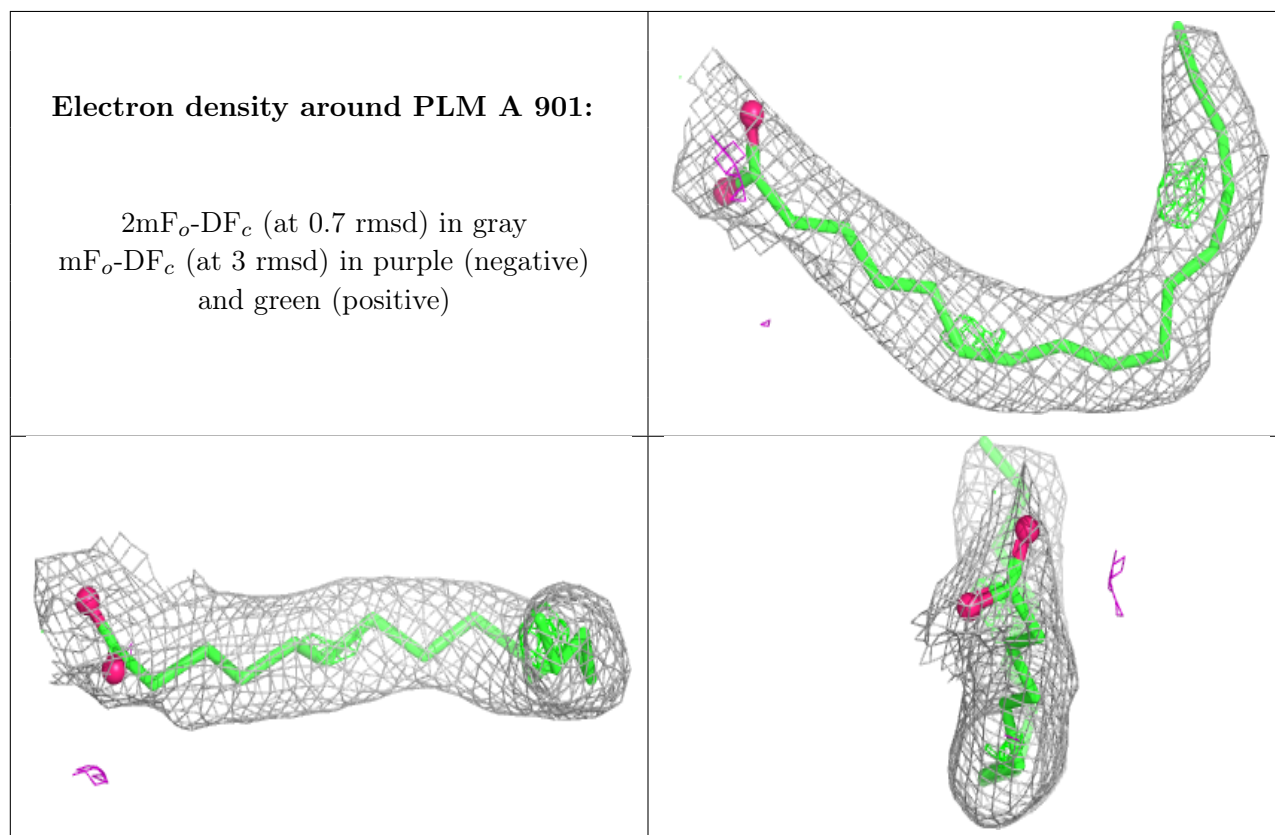 Electron density around PLM A 901:
2mFo-DFc (at 0.7 rmsd) in gray
mFo-DFc (at 3 rmsd) in purple (negative)
and green (positive)